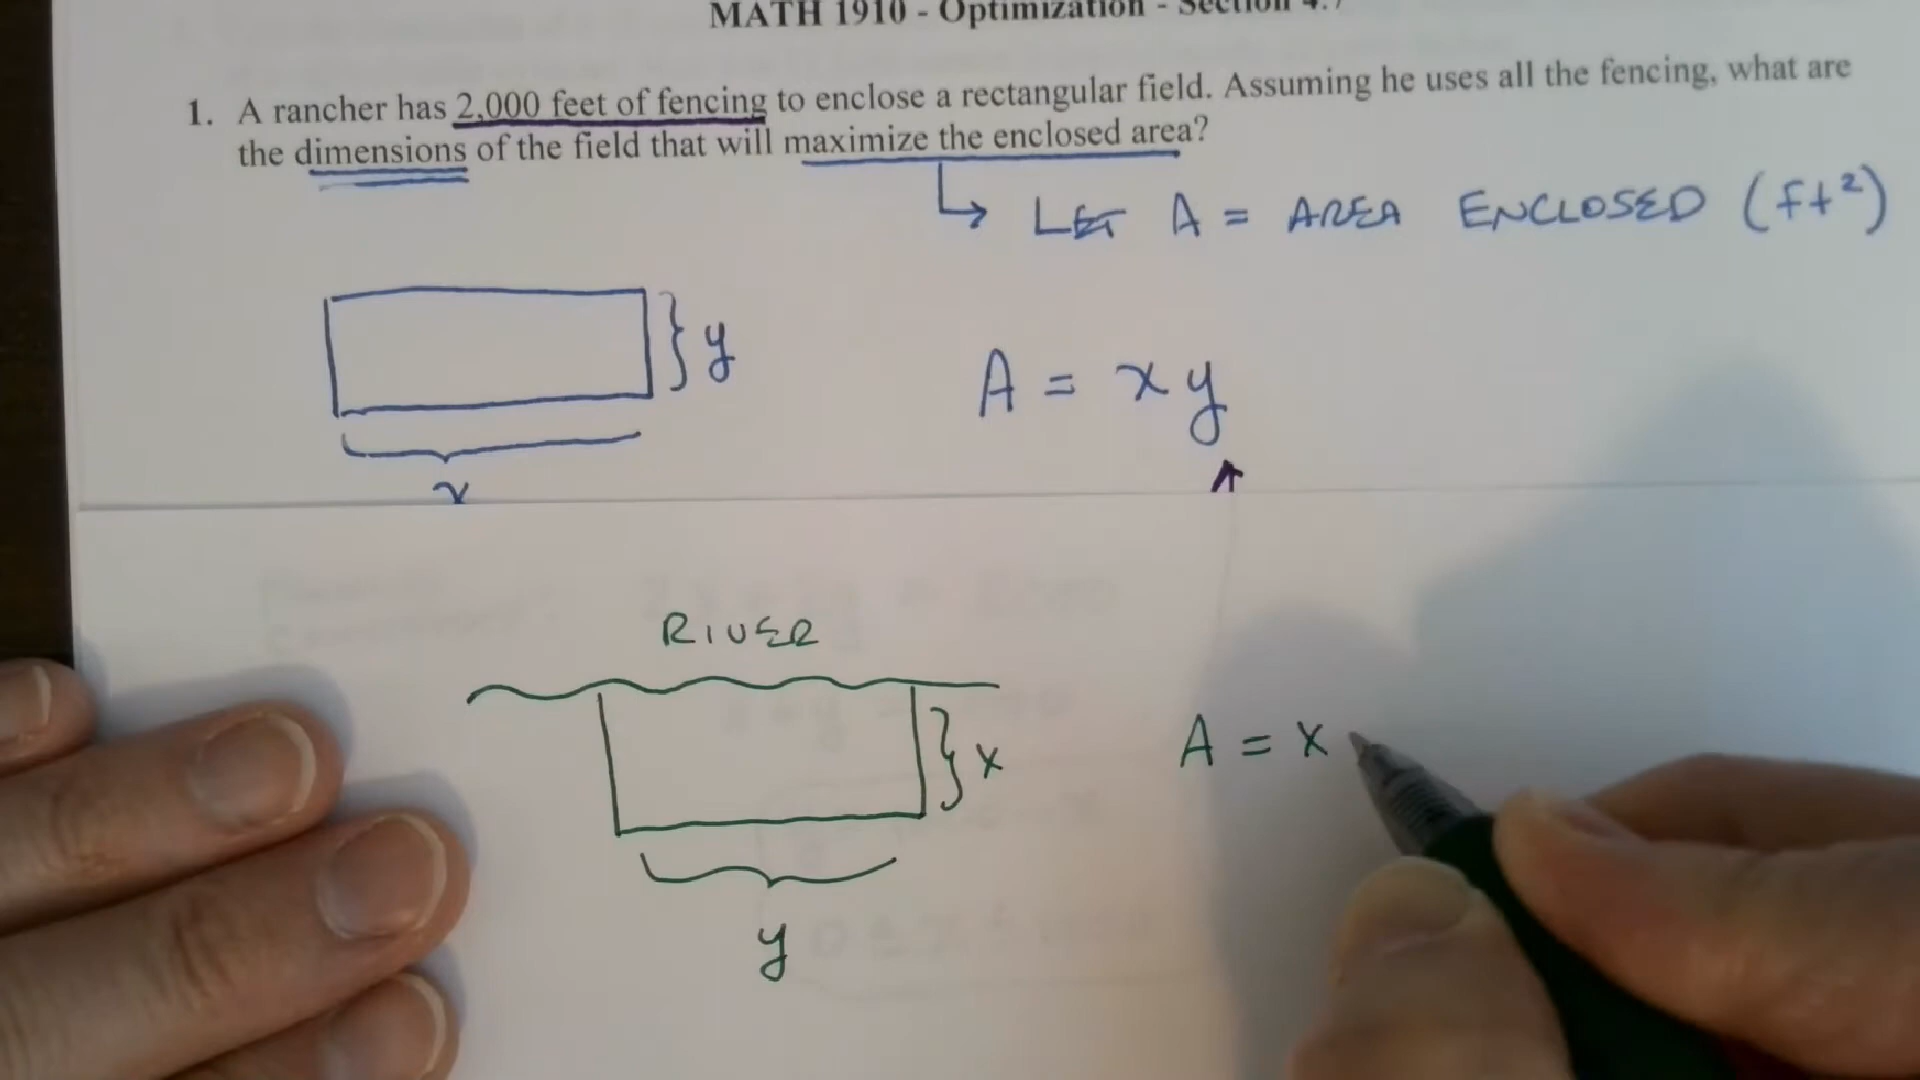 MATH 1910 - Optimization - Section 4.7
1. A rancher has 2,000 feet of fencing to enclose a rectangular field. Assuming he uses all the fencing, what are
the dimensions of the field that will maximize the enclosed area?
LET A = AREA ENCLOSED (ft²)
y
A = xy
x
RIVER
x
A = x
y